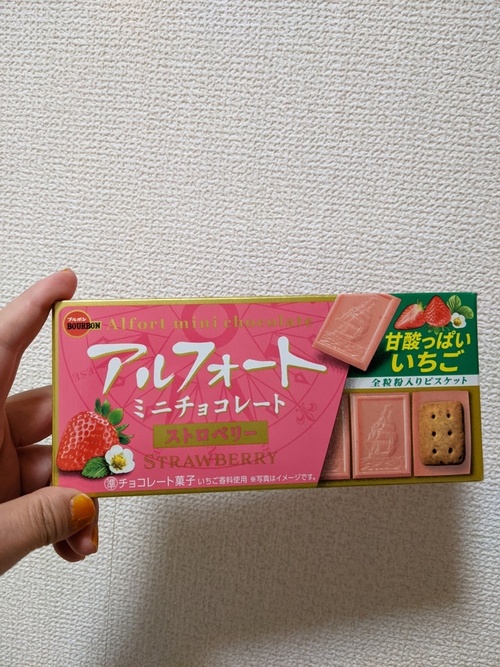 ブルボン
BOURBON
Alfort mini chocolate
アルフォート
ミニチョコレート
ストロベリー
STRAWBERRY
準チョコレート菓子 いちご香料使用 ※写真はイメージです。
甘酸っぱい
いちご
全粒粉入りビスケット